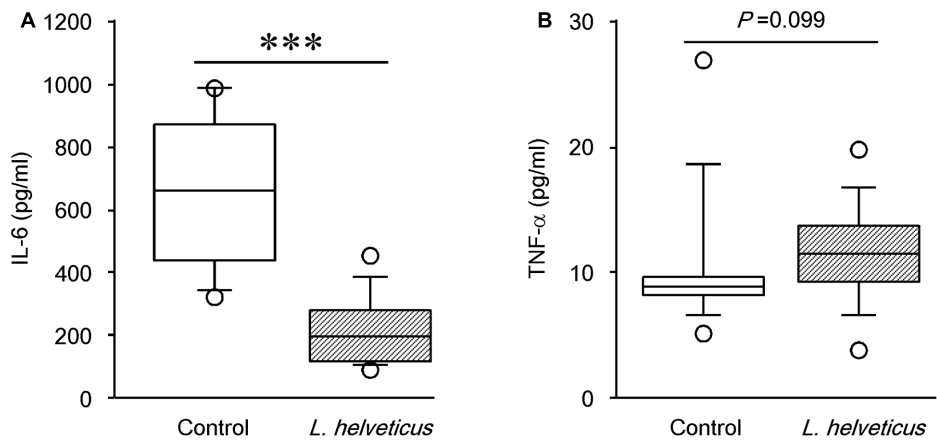 A
1200
1000
800
600
400
200
0
IL-6 (pg/ml)
***
Control
L. helveticus
B
30
20
10
0
TNF-α (pg/ml)
P=0.099
Control
L. helveticus